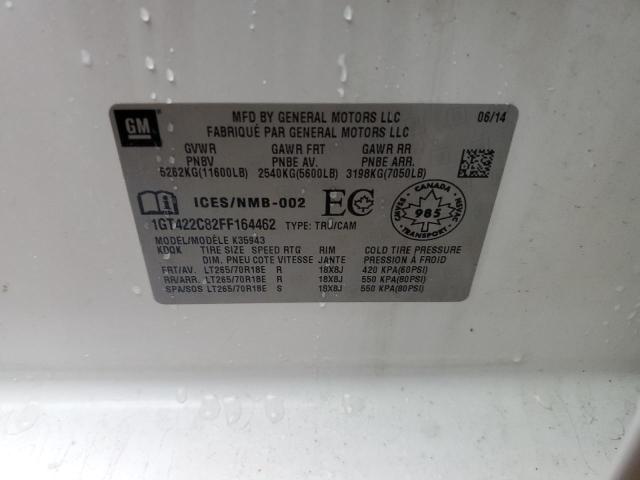 GM
MFD BY GENERAL MOTORS LLC 06/14
FABRIQUÉ PAR GENERAL MOTORS LLC
GVWR GAWR FRT GAWR RR
PNBV PNBE AV. PNBE ARR.
5262KG(11600LB) 2540KG(5600LB) 3198KG(7050LB)
ICES/NMB-002 EC
1GT422C82FF164462 TYPE: TRU/CAM
CANADA
CMVSS 985 NSVAC
MODEL/MODÈLE K35943
KDQK TIRE SIZE SPEED RTG RIM COLD TIRE PRESSURE
DIM. PNEU COTE VITESSE JANTE PRESSION À FROID
FRT/AV. LT265/70R18E R 18X8J 420 KPA(60PSI)
RR/ARR. LT265/70R18E R 18X8J 550 KPA(80PSI)
SPA/SOS LT265/70R18E S 18X8J 550 KPA(80PSI)